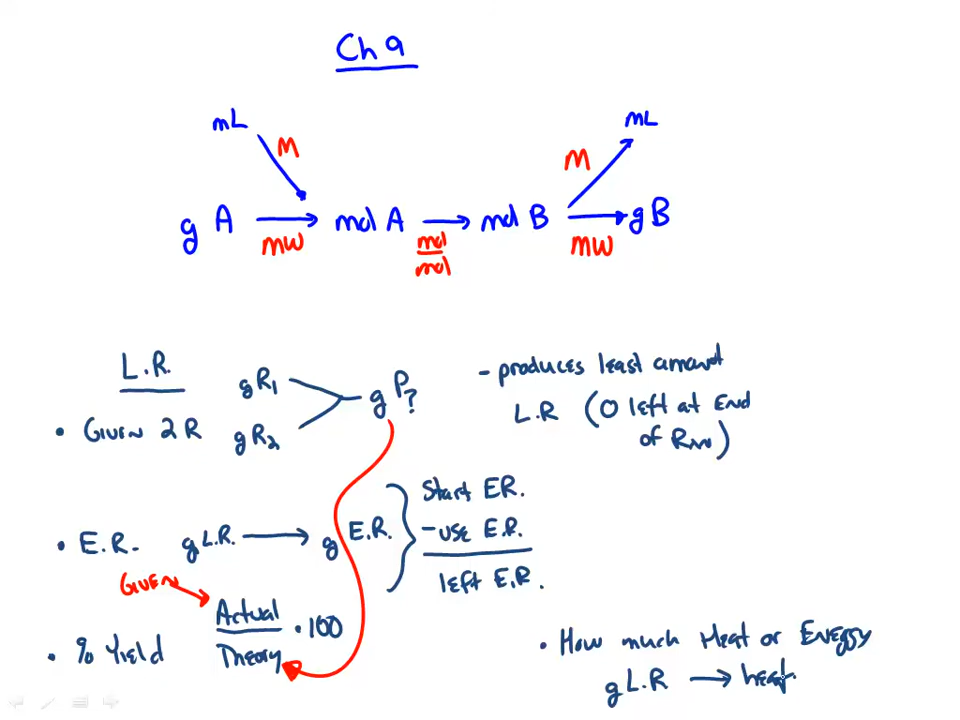 Ch 9
mL
mL
M
M
g A → mol A → mol B → g B
MW
mol
mol
MW
L.R.
g R1
g R2
g P?
- produces least amount
L.R (0 left at End
of Rxn)
• Given 2 R
• E.R. g L.R. → g E.R.
Start E.R.
- use E.R.
left E.R.
Given
• % Yield Actual • 100
Theory
• How much Heat or Energy
g L.R → heat